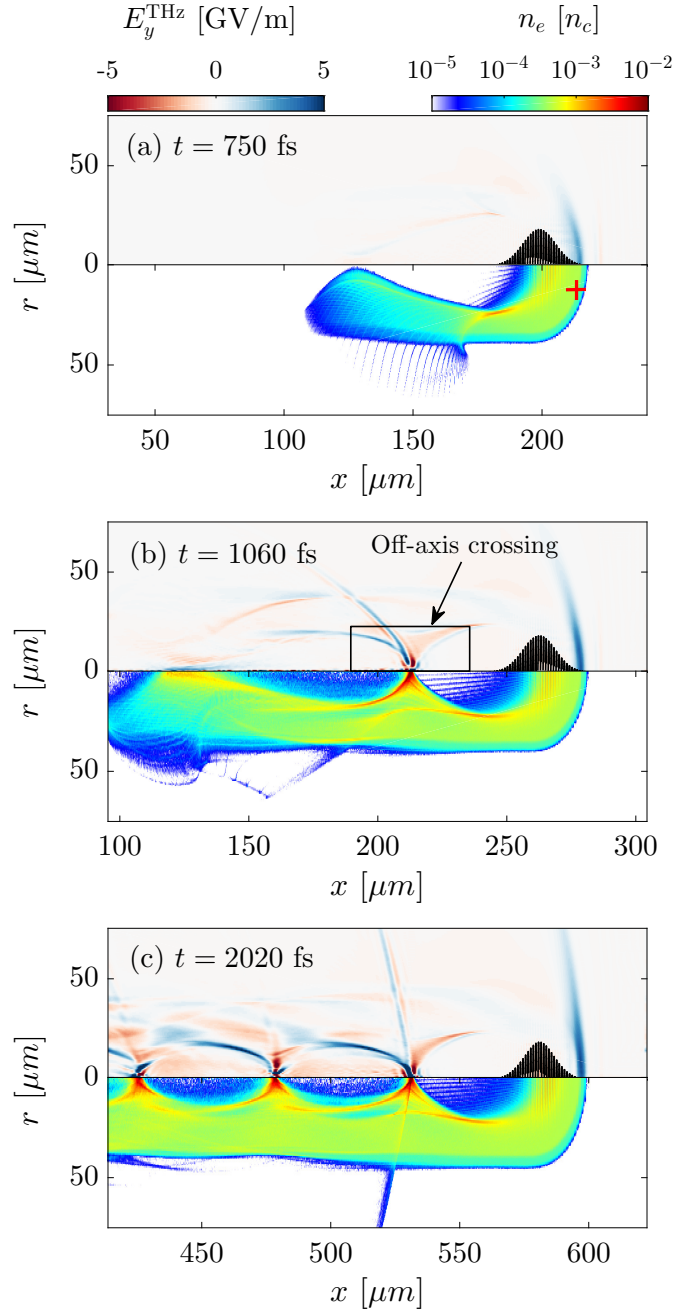 E_y^THz [GV/m] n_e [n_c]
-5 0 5 10^-5 10^-4 10^-3 10^-2
(a) t = 750 fs
50
0
50
r [μm]
50 100 150 200
x [μm]
(b) t = 1060 fs
Off-axis crossing
50
0
50
r [μm]
100 150 200 250 300
x [μm]
(c) t = 2020 fs
50
0
50
r [μm]
450 500 550 600
x [μm]